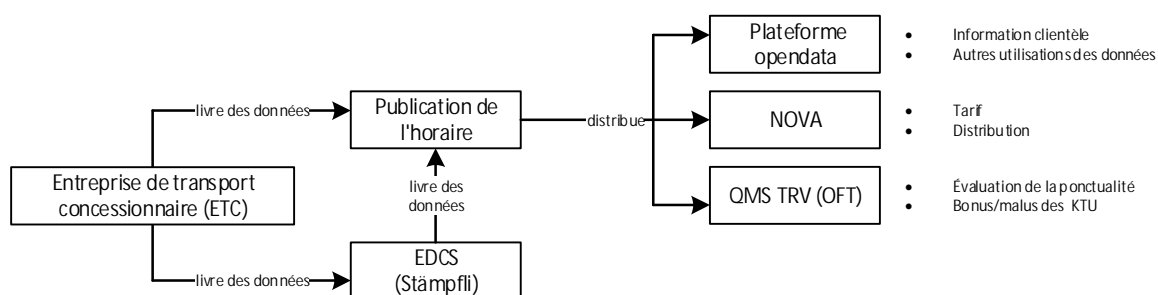 Plateforme
opendata
• Information clientèle
• Autres utilisations des données
livre des données
Publication de
l'horaire
distribue
NOVA
• Tarif
• Distribution
Entreprise de transport
concessionnaire (ETC)
livre des
données
QMS TRV (OFT)
• Évaluation de la ponctualité
• Bonus/malus des KTU
livre des données
EDCS
(Stämpfli)